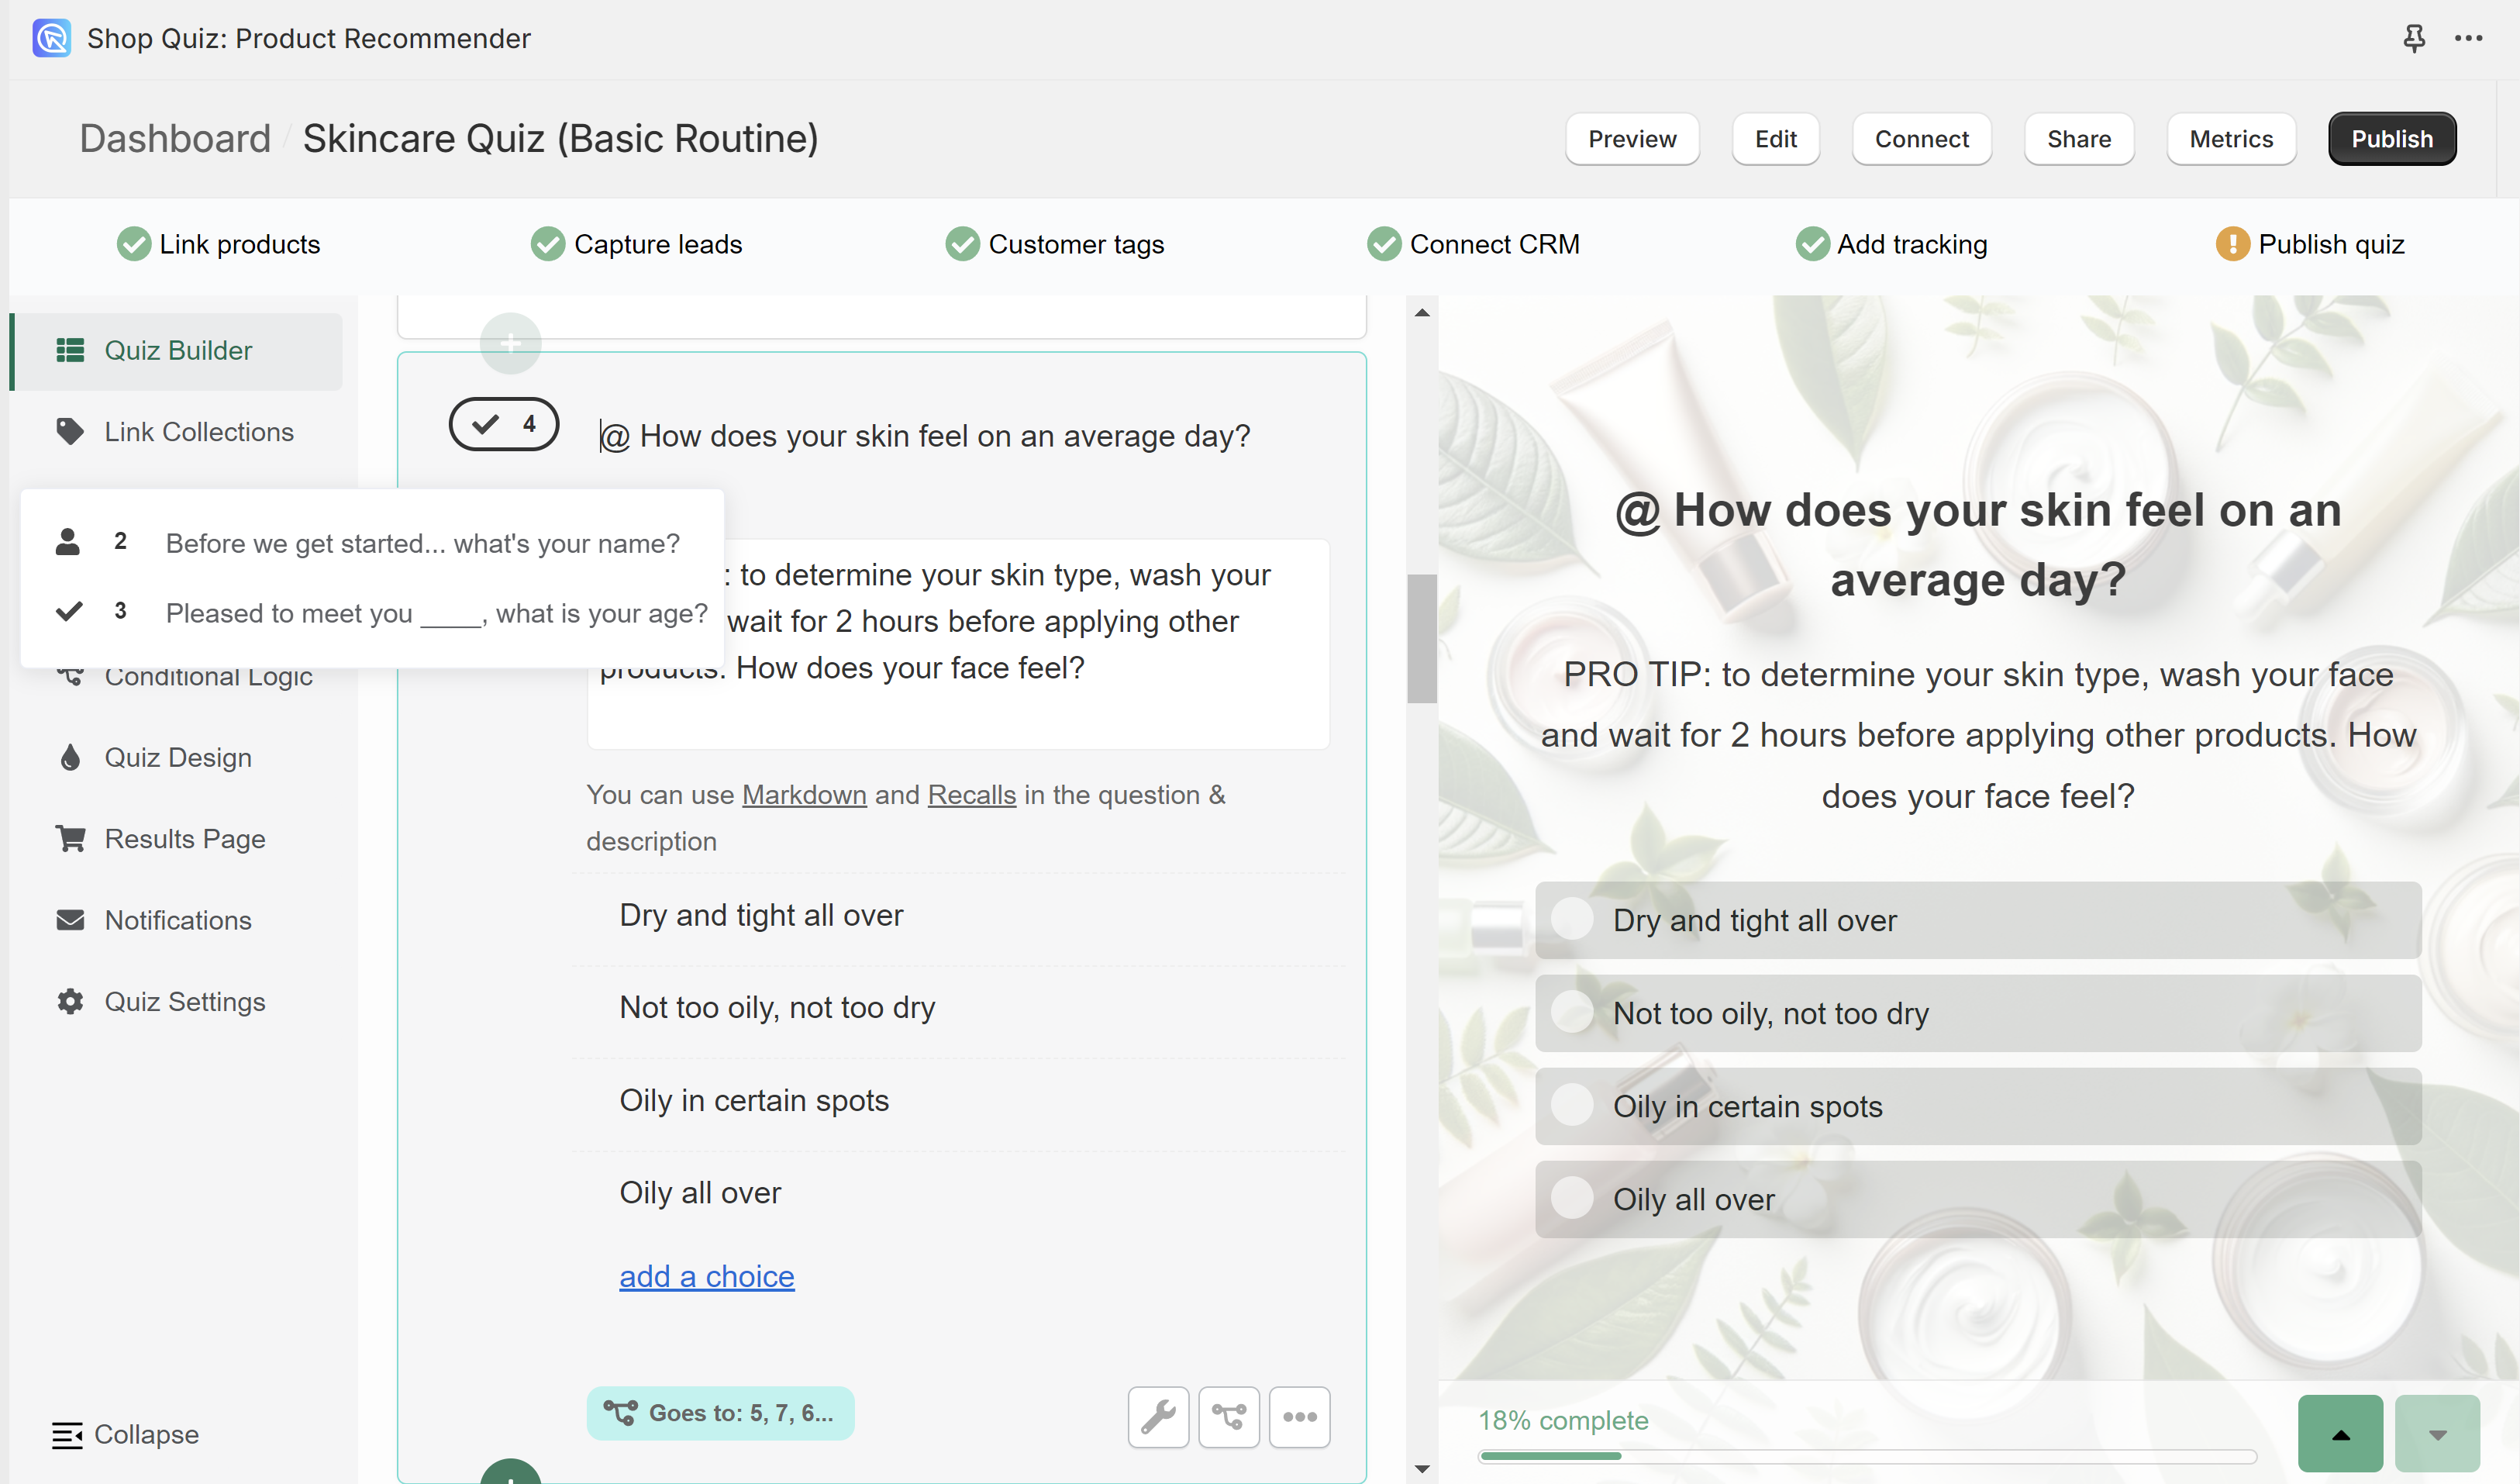 Shop Quiz: Product Recommender
Dashboard / Skincare Quiz (Basic Routine)
Preview
Edit
Connect
Share
Metrics
Publish
Link products
Capture leads
Customer tags
Connect CRM
Add tracking
Publish quiz
Quiz Builder
Link Collections
2 Before we get started... what's your name?
3 Pleased to meet you ____, what is your age?
Conditional Logic
Quiz Design
Results Page
Notifications
Quiz Settings
Collapse
4 @ How does your skin feel on an average day?
: to determine your skin type, wash your
wait for 2 hours before applying other
products. How does your face feel?
You can use Markdown and Recalls in the question &
description
Dry and tight all over
Not too oily, not too dry
Oily in certain spots
Oily all over
add a choice
Goes to: 5, 7, 6...
@ How does your skin feel on an
average day?
PRO TIP: to determine your skin type, wash your face
and wait for 2 hours before applying other products. How
does your face feel?
Dry and tight all over
Not too oily, not too dry
Oily in certain spots
Oily all over
18% complete